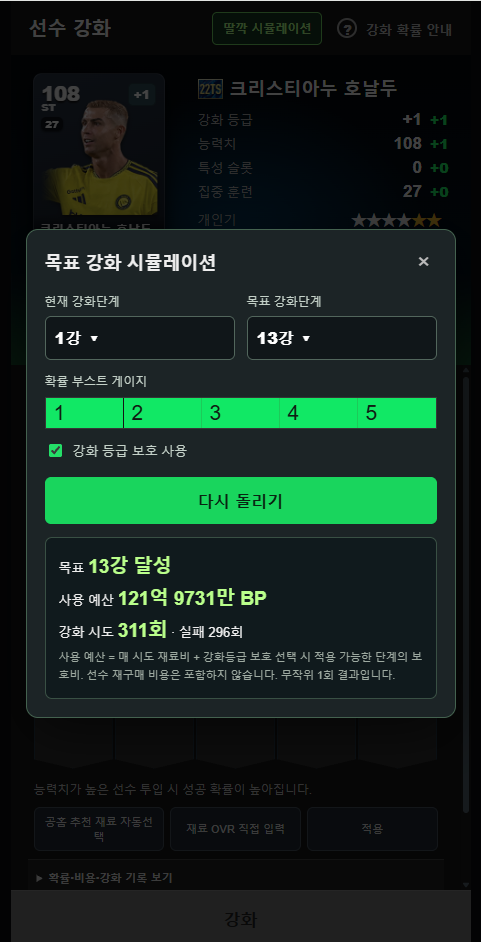 선수 강화
딸깍 시뮬레이션
? 강화 확률 안내
108
ST
27
+1
22TS 크리스티아누 호날두
강화 등급 +1 +1
능력치 108 +1
특성 슬롯 0 +0
집중 훈련 27 +0
개인기 ★★★★★★
크리스티아누 호날두
목표 강화 시뮬레이션 ×
현재 강화단계
목표 강화단계
1강 ▼
13강 ▼
확률 부스트 게이지
1 2 3 4 5
강화 등급 보호 사용
다시 돌리기
목표 13강 달성
사용 예산 121억 9731만 BP
강화 시도 311회 · 실패 296회
사용 예산 = 매 시도 재료비 + 강화등급 보호 선택 시 적용 가능한 단계의 보
호비. 선수 재구매 비용은 포함하지 않습니다. 무작위 1회 결과입니다.
능력치가 높은 선수 투입 시 성공 확률이 높아집니다.
공홈 추천 재료 자동선
택
재료 OVR 직접 입력
적용
▶ 확률·비용·강화 기록 보기
강화